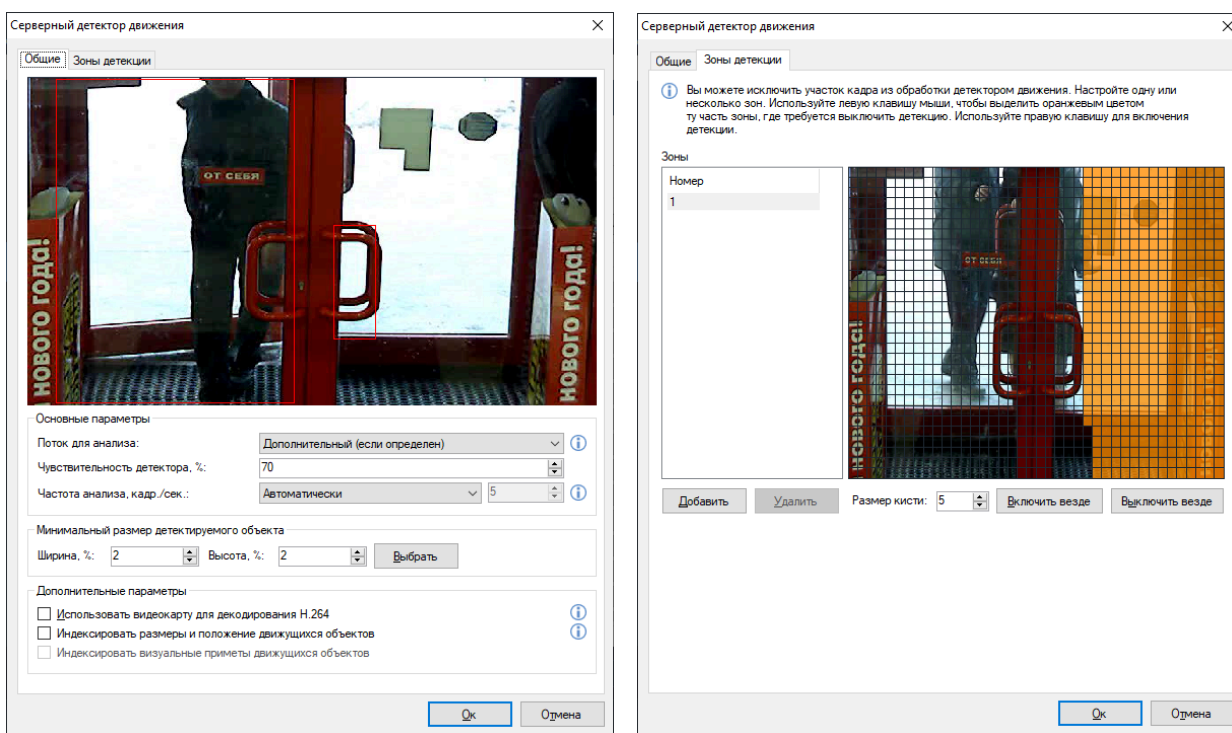 Серверный детектор движения
Общие
Зоны детекции
ОТ СЕБЯ
НОВОГО ГОДА!
НОВОГО ГОДА!
Основные параметры
Поток для анализа:
Дополнительный (если определен)
Чувствительность детектора, %:
70
Частота анализа, кадр./сек.:
Автоматически
5
Минимальный размер детектируемого объекта
Ширина, %:
2
Высота, %:
2
Выбрать
Дополнительные параметры
Использовать видеокарту для декодирования H.264
Индексировать размеры и положение движущихся объектов
Индексировать визуальные приметы движущихся объектов
Ок
Отмена
Серверный детектор движения
Общие
Зоны детекции
Вы можете исключить участок кадра из обработки детектором движения. Настройте одну или
несколько зон. Используйте левую клавишу мыши, чтобы выделить оранжевым цветом
ту часть зоны, где требуется выключить детекцию. Используйте правую клавишу для включения
детекции.
Зоны
Номер
1
ОТ СЕБЯ
НОВОГО ГОДА!
Добавить
Удалить
Размер кисти:
5
Включить везде
Выключить везде
Ок
Отмена